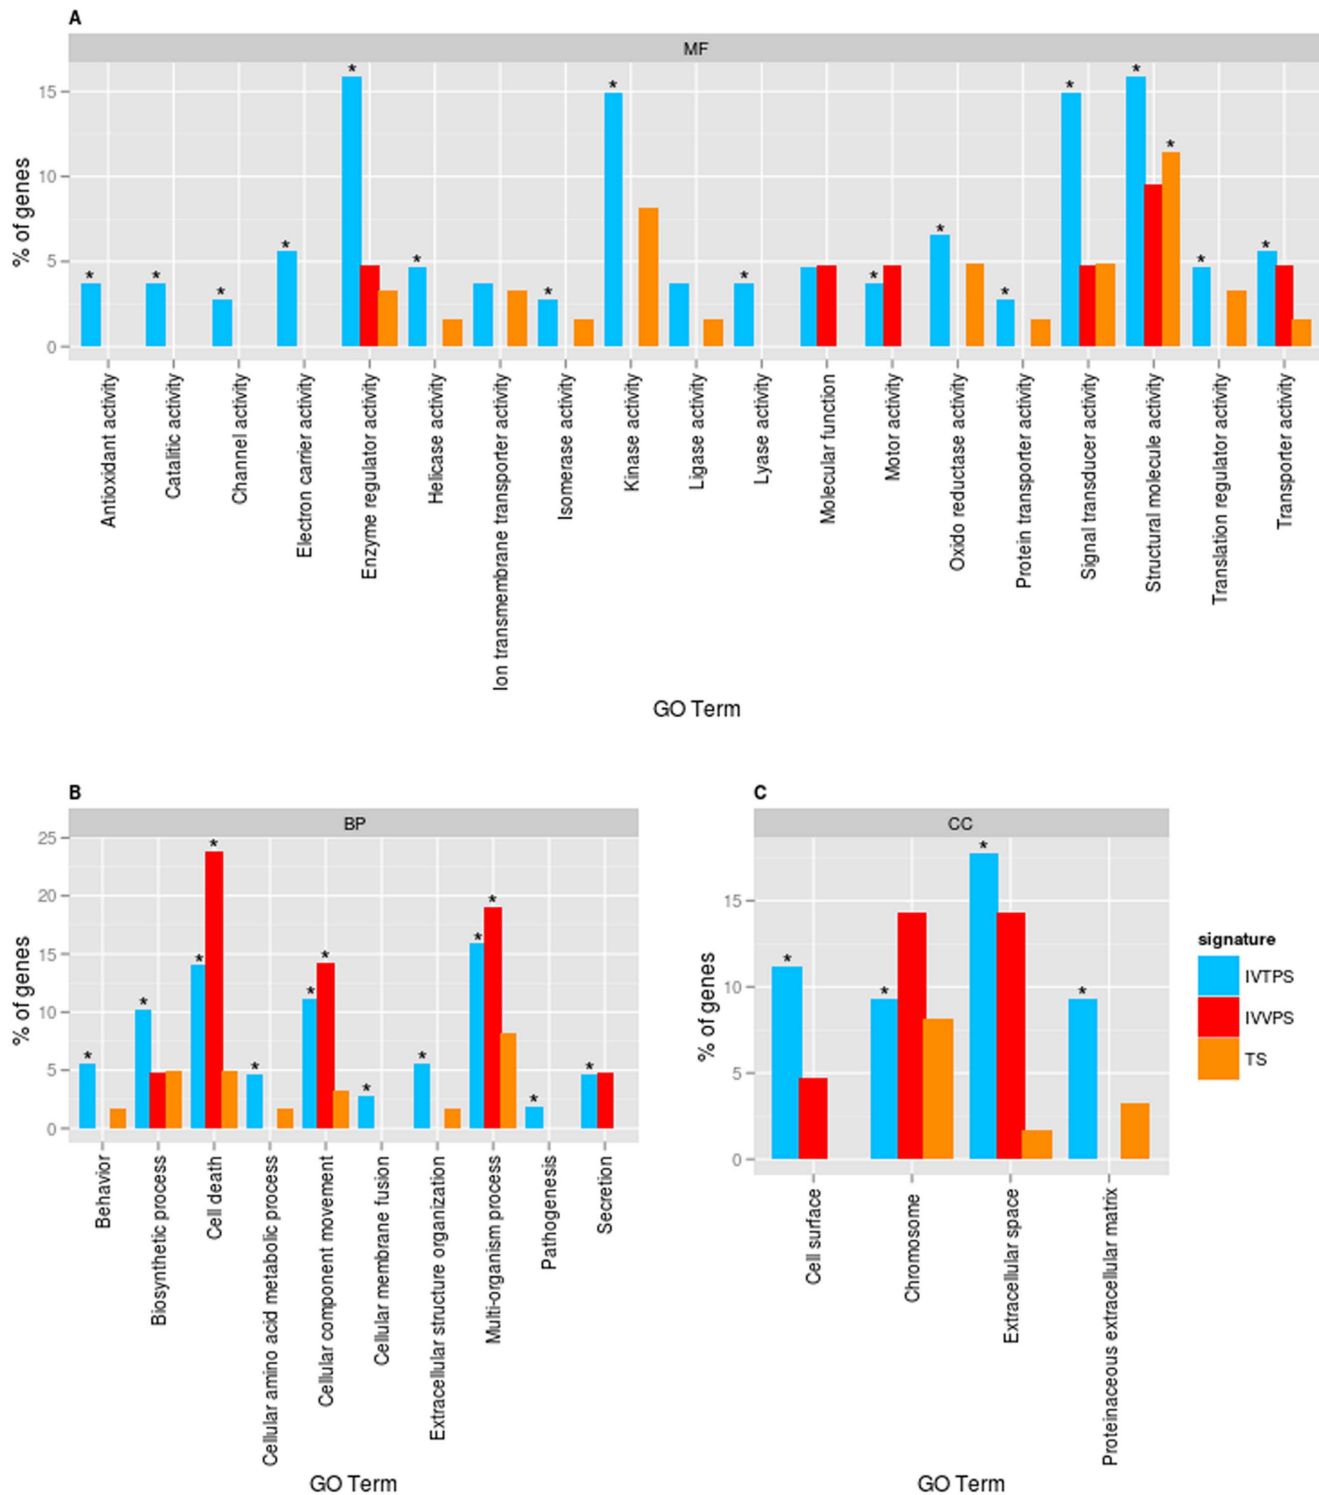 A
MF
15
10
5
0
% of genes
* * * * * * * * * * * * * * * * *
Antioxidant activity
Catalitic activity
Channel activity
Electron carrier activity
Enzyme regulator activity
Helicase activity
Ion transmembrane transporter activity
Isomerase activity
Kinase activity
Ligase activity
Lyase activity
Molecular function
Motor activity
Oxido reductase activity
Protein transporter activity
Signal transducer activity
Structural molecule activity
Translation regulator activity
Transporter activity
GO Term
B
BP
25
20
15
10
5
0
% of genes
* * * * * * * * * * * * *
Behavior
Biosynthetic process
Cell death
Cellular amino acid metabolic process
Cellular component movement
Cellular membrane fusion
Extracellular structure organization
Multi-organism process
Pathogenesis
Secretion
GO Term
C
CC
15
10
5
0
% of genes
* * * *
Cell surface
Chromosome
Extracellular space
Proteinaceous extracellular matrix
GO Term
signature
IVTPS
IVVPS
TS